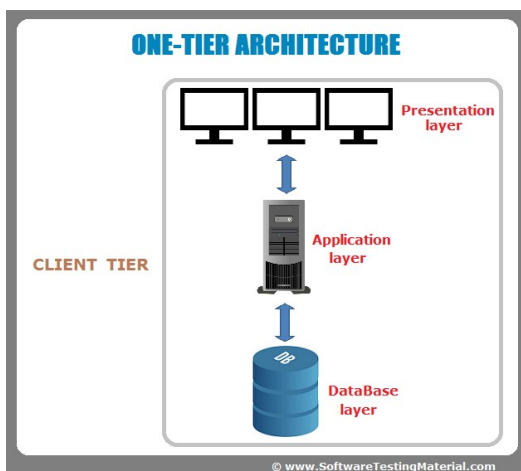 ONE-TIER ARCHITECTURE
Presentation
layer
Application
layer
CLIENT TIER
DB
DataBase
layer
© www.SoftwareTestingMaterial.com